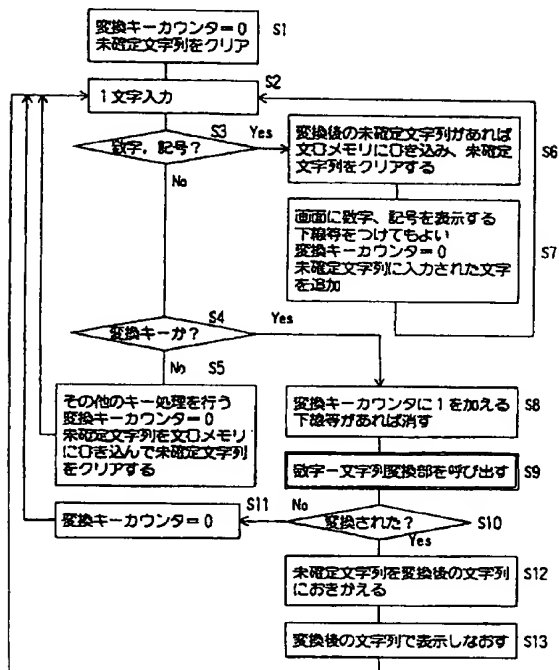 変換キーカウンタ=0
未確定文字列をクリア
S1
S2
1文字入力
S3
数字，記号？
Yes
No
変換後の未確定文字列があれば
文口メモリに口き込み、未確定
文字列をクリアする
S6
画面に数字、記号を表示する
下線等をつけてもよい
変換キーカウンタ=0
未確定文字列に入力された文字
を追加
S7
S4
変換キーか？
Yes
No
S5
その他のキー処理を行う
変換キーカウンタ=0
未確定文字列を文口メモリ
に口き込んで未確定文字列
をクリアする
変換キーカウンタに1を加える
下線等があれば消す
S8
数字－文字列変換部を呼び出す
S9
S11
変換キーカウンタ=0
No
変換された？
S10
Yes
未確定文字列を変換後の文字列
におきかえる
S12
変換後の文字列で表示しなおす
S13